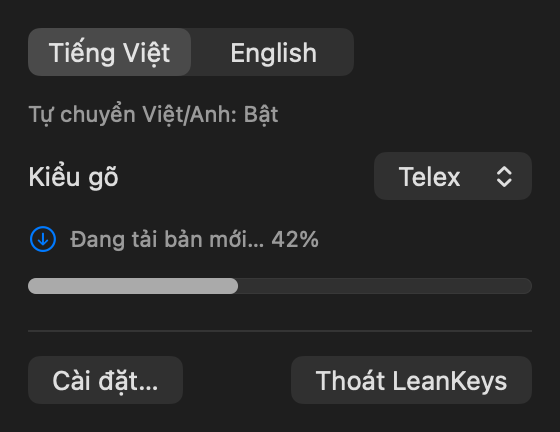 Tiếng Việt English
Tự chuyển Việt/Anh: Bật
Kiểu gõ Telex
Đang tải bản mới... 42%
Cài đặt... Thoát LeanKeys